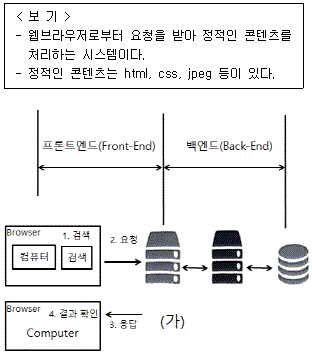 < 보 기 >
- 웹브라우저로부터 요청을 받아 정적인 콘텐츠를
처리하는 시스템이다.
- 정적인 콘텐츠는 html, css, jpeg 등이 있다.
프론트엔드(Front-End)
백엔드(Back-End)
Browser
1. 검색
컴퓨터
검색
2. 요청
Browser
4. 결과 확인
Computer
3. 응답
(가)